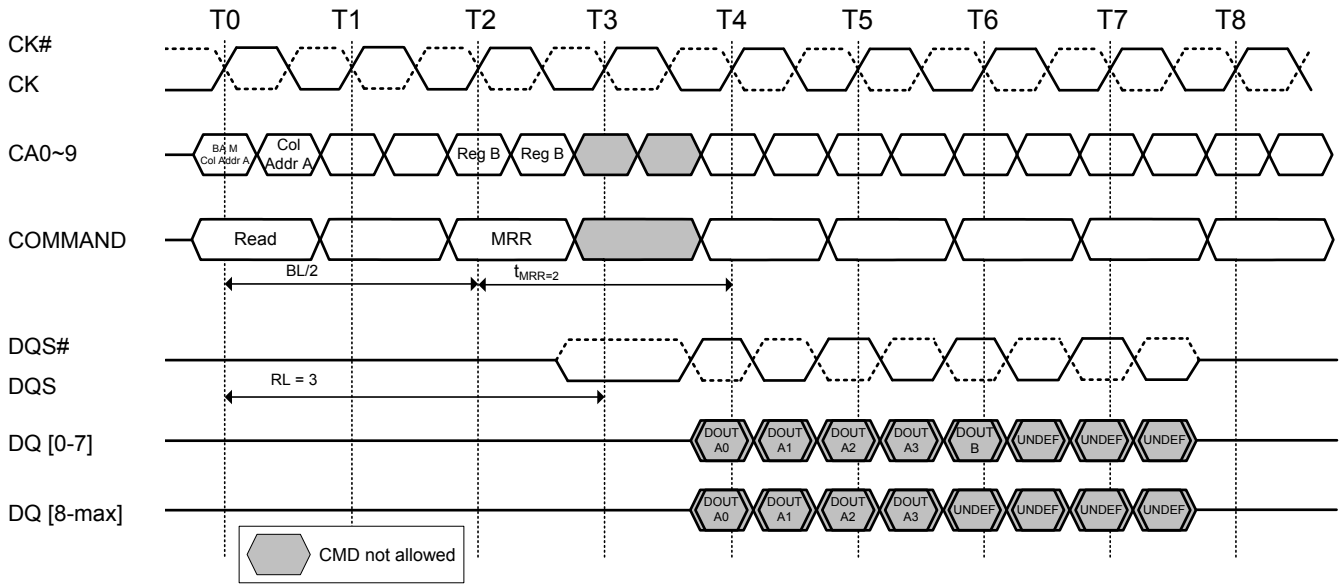 T0 T1 T2 T3 T4 T5 T6 T7 T8
CK#
CK
CA0~9
BA M
Col Addr A
Col
Addr A
Reg B
Reg B
COMMAND
Read
MRR
BL/2
tMRR=2
DQS#
DQS
RL = 3
DQ [0-7]
DOUT
A0
DOUT
A1
DOUT
A2
DOUT
A3
DOUT
B
UNDEF
UNDEF
UNDEF
DQ [8-max]
DOUT
A0
DOUT
A1
DOUT
A2
DOUT
A3
UNDEF
UNDEF
UNDEF
UNDEF
CMD not allowed